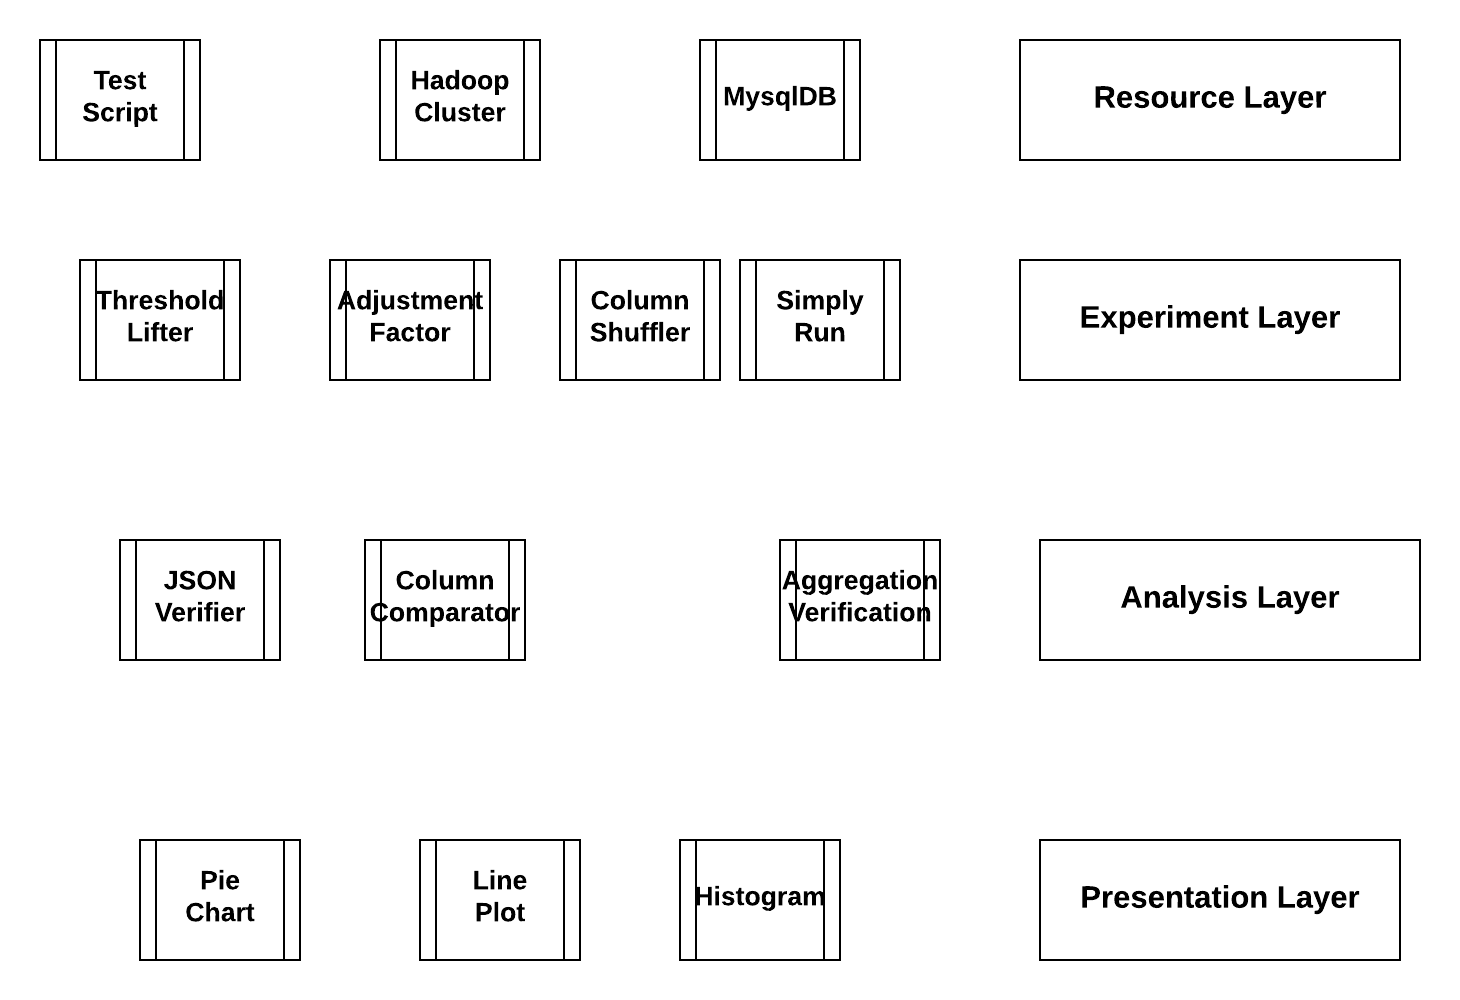 Test
Script
Hadoop
Cluster
MysqlDB
Resource Layer
Threshold
Lifter
Adjustment
Factor
Column
Shuffler
Simply
Run
Experiment Layer
JSON
Verifier
Column
Comparator
Aggregation
Verification
Analysis Layer
Pie
Chart
Line
Plot
Histogram
Presentation Layer